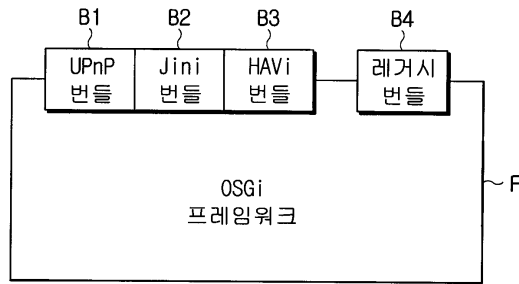 B1 B2 B3 B4
UPnP Jini HAVi 레거시
번들 번들 번들 번들
OSGi
프레임워크
F